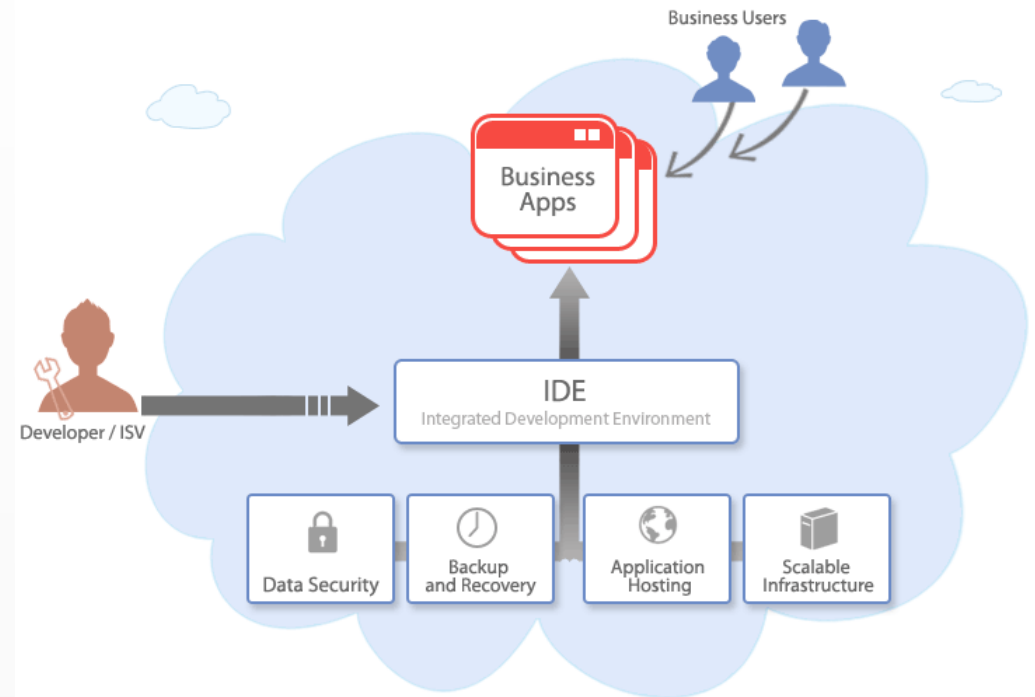 Business Users
Business
Apps
IDE
Integrated Development Environment
Developer / ISV
Data Security
Backup
and Recovery
Application
Hosting
Scalable
Infrastructure